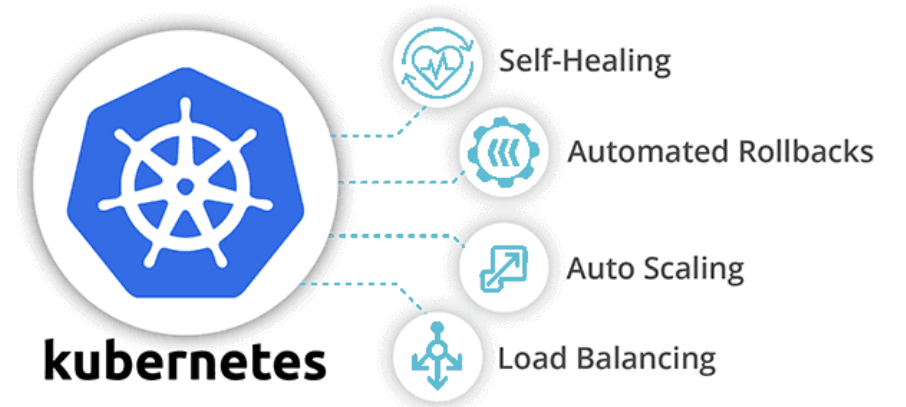 Self-Healing
Automated Rollbacks
Auto Scaling
Load Balancing
kubernetes